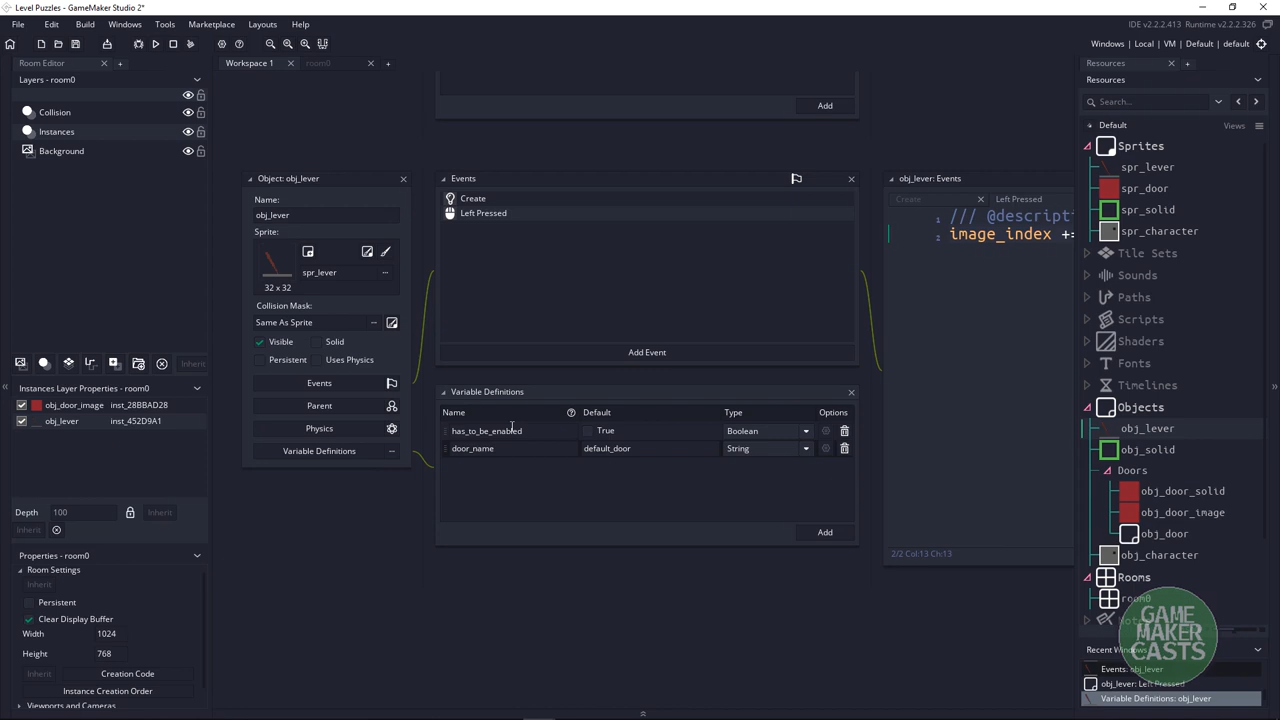 Level Puzzles - GameMaker Studio 2*
File Edit Build Windows Tools Marketplace Layouts Help
IDE v2.2.2.413 Runtime v2.2.2.326
Windows | Local | VM | Default | default
Room Editor
Workspace 1
room0
Resources
Layers - room0
Resources
Search...
Collision
Instances
Background
Add
Default
Views
Sprites
spr_lever
spr_door
spr_solid
spr_character
Tile Sets
Sounds
Paths
Scripts
Shaders
Fonts
Timelines
Objects
obj_lever
obj_solid
Doors
obj_door_solid
obj_door_image
obj_door
obj_character
Rooms
room0
Object: obj_lever
Name:
obj_lever
Sprite:
spr_lever
32 x 32
Collision Mask:
Same As Sprite
Visible Solid
Persistent Uses Physics
Events
Parent
Physics
Variable Definitions
Events
Create
Left Pressed
Add Event
obj_lever: Events
Create Left Pressed
1 /// @descripti
2 image_index +=
2/2 Col:13 Ch:13
Variable Definitions
Name Default Type Options
has_to_be_enabled True Boolean
door_name default_door String
Add
Inherit
Instances Layer Properties - room0
obj_door_image inst_28BBAD28
obj_lever inst_452D9A1
Depth 100 Inherit
Inherit
Properties - room0
Room Settings
Inherit
Persistent
Clear Display Buffer
Width 1024
Height 768
Inherit Creation Code
Instance Creation Order
Viewports and Cameras
GAME
MAKER
CASTS
Recent Windows
Events: obj_lever
obj_lever: Left Pressed
Variable Definitions: obj_lever